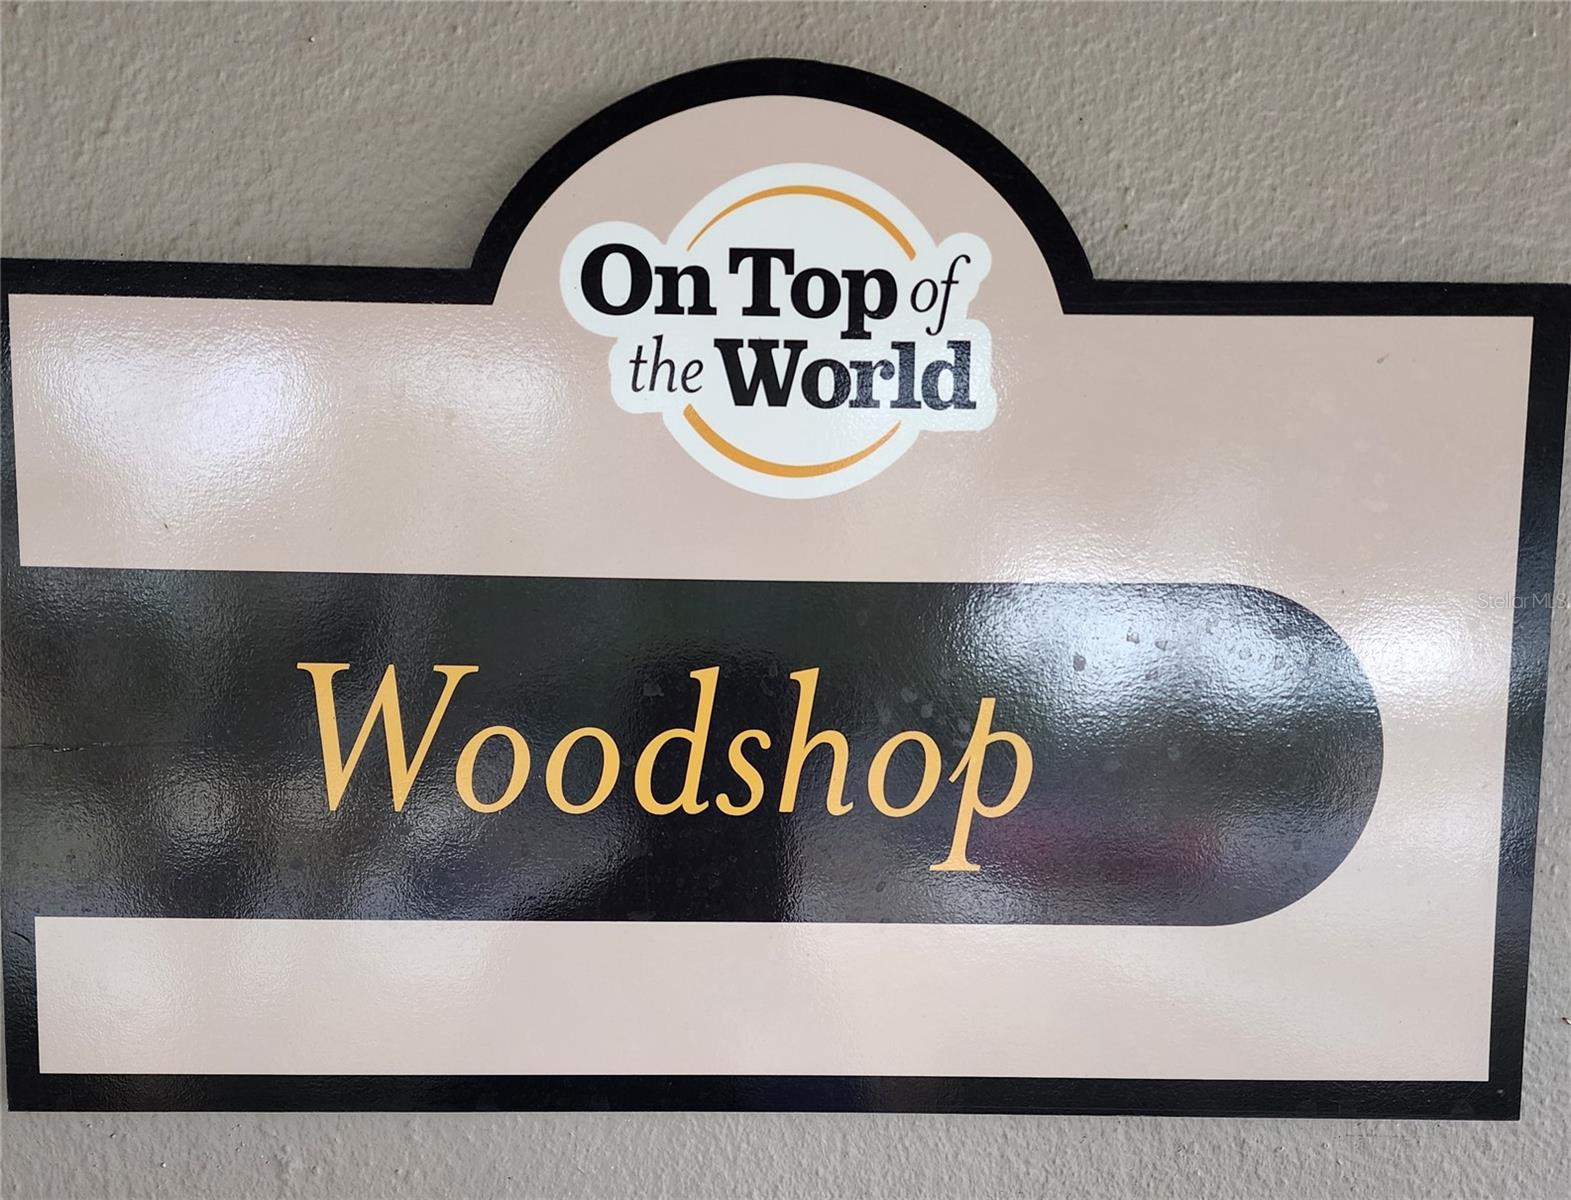 On Top of
the World
Woodshop
Stellar MLS